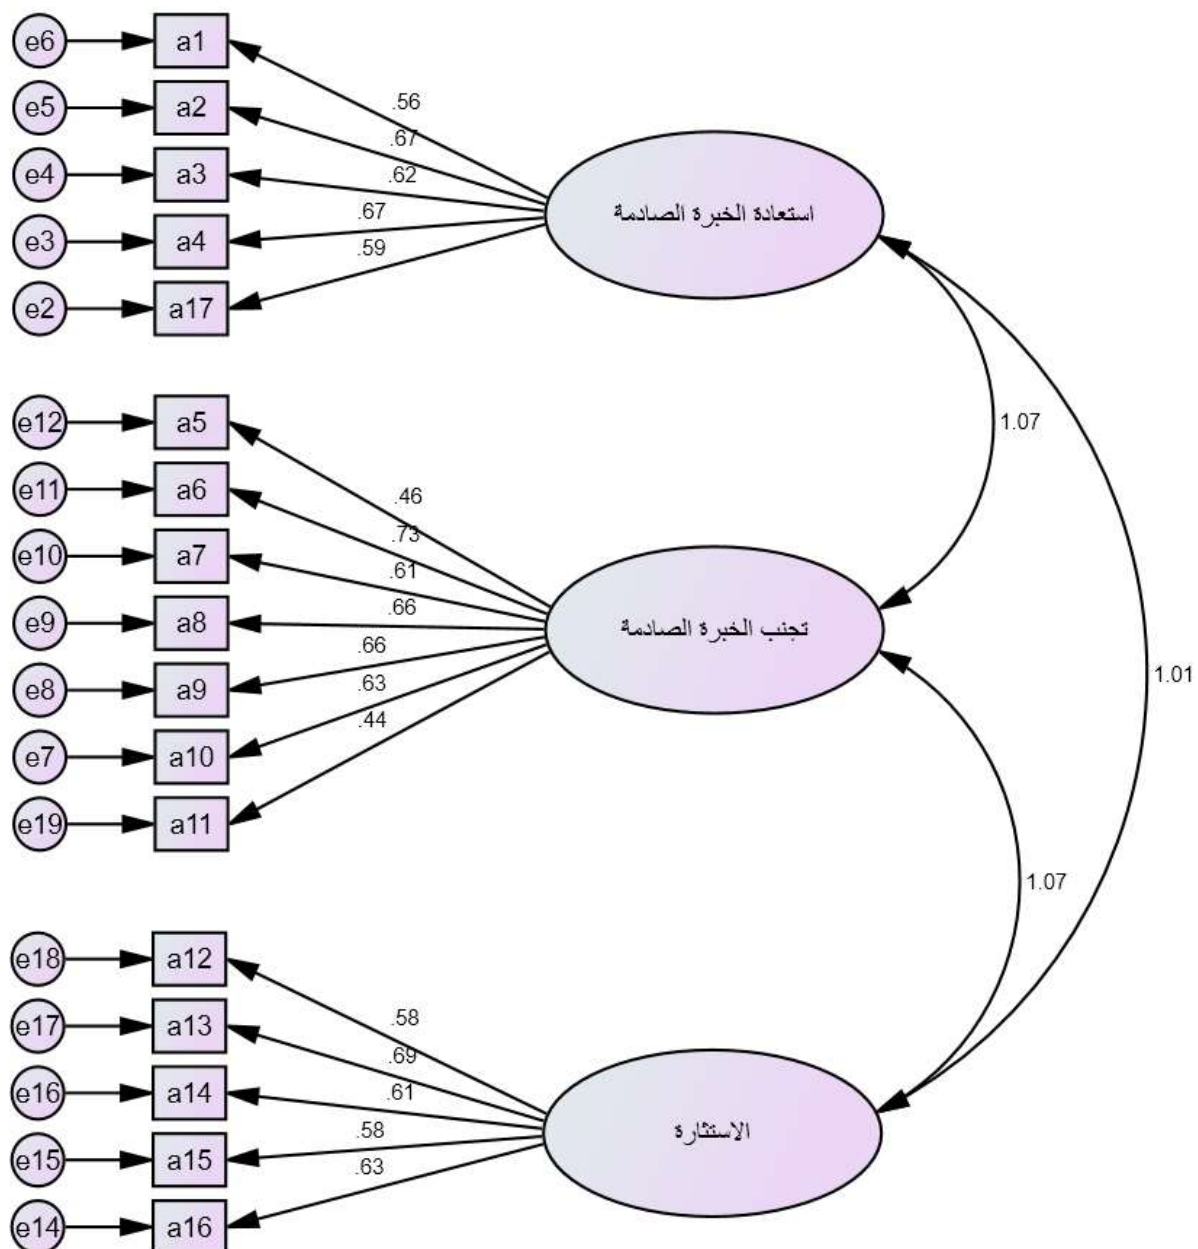 e6 a1
.56
e5 a2
.67
e4 a3
.62
استعادة الخبرة الصادمة
e3 a4
.67
.59
e2 a17
e12 a5
1.07
.46
e11 a6
.73
e10 a7
.61
.66
e9 a8
تجنب الخبرة الصادمة
.66
e8 a9
.63
1.01
.44
e7 a10
e19 a11
1.07
e18 a12
.58
e17 a13
.69
e16 a14
.61
.58
الاستثارة
e15 a15
.63
e14 a16